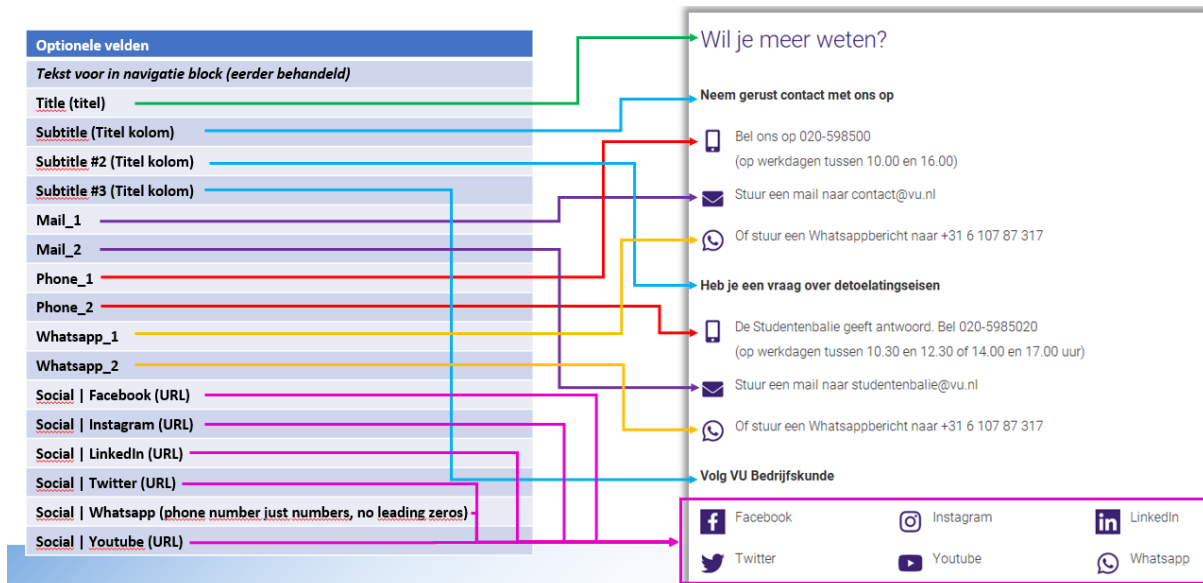 Optionele velden
Tekst voor in navigatie block (eerder behandeld)
Title (titel)
Subtitle (Titel kolom)
Subtitle #2 (Titel kolom)
Subtitle #3 (Titel kolom)
Mail_1
Mail_2
Phone_1
Phone_2
Whatsapp_1
Whatsapp_2
Social | Facebook (URL)
Social | Instagram (URL)
Social | LinkedIn (URL)
Social | Twitter (URL)
Social | Whatsapp (phone number just numbers, no leading zeros)
Social | Youtube (URL)
Wil je meer weten?
Neem gerust contact met ons op
Bel ons op 020-598500
(op werkdagen tussen 10.00 en 16.00)
Stuur een mail naar contact@vu.nl
Of stuur een Whatsappbericht naar +31 6 107 87 317
Heb je een vraag over detoelatingseisen
De Studentenbalie geeft antwoord. Bel 020-5985020
(op werkdagen tussen 10.30 en 12.30 of 14.00 en 17.00 uur)
Stuur een mail naar studentenbalie@vu.nl
Of stuur een Whatsappbericht naar +31 6 107 87 317
Volg VU Bedrijfskunde
Facebook Instagram LinkedIn
Twitter Youtube Whatsapp